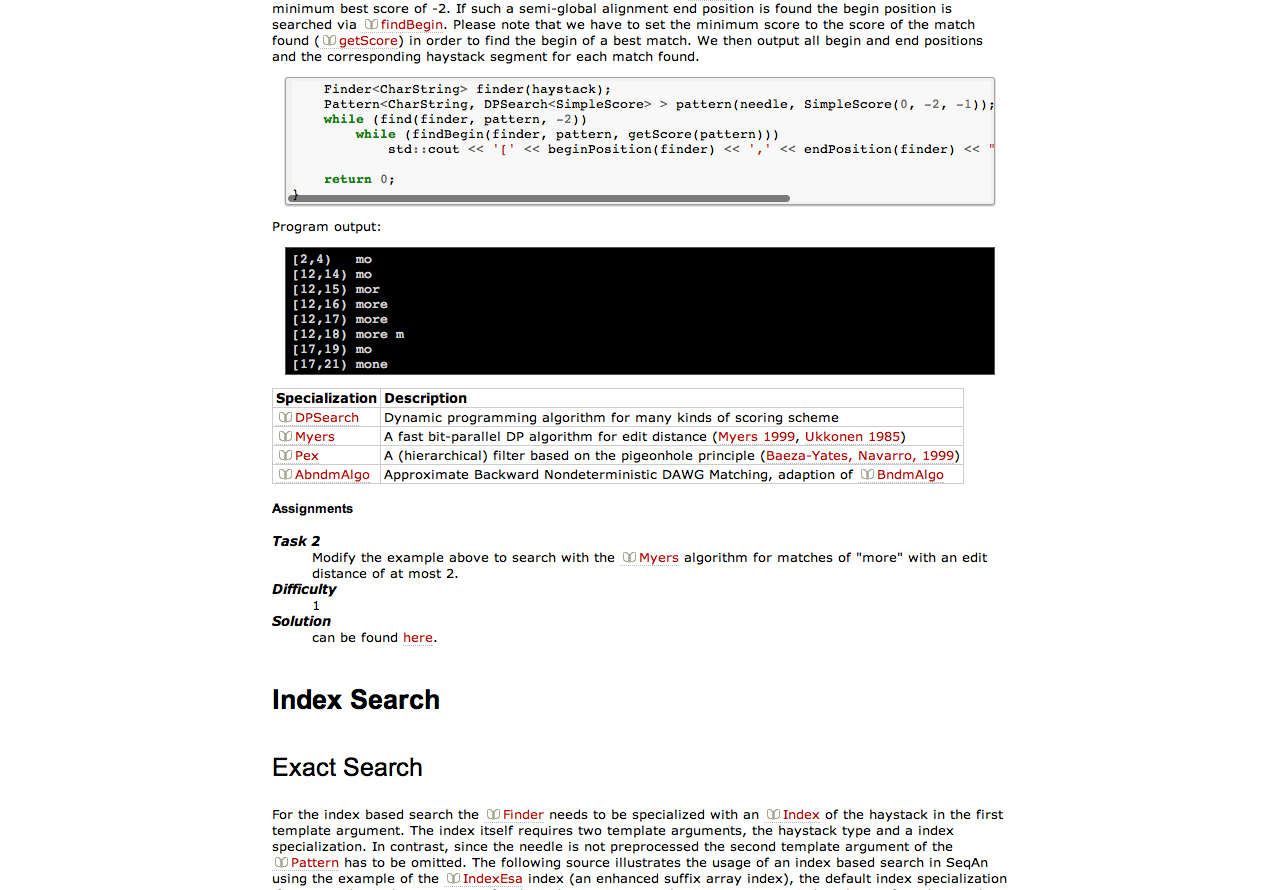 minimum best score of -2. If such a semi-global alignment end position is found the begin position is
searched via findBegin. Please note that we have to set the minimum score to the score of the match
found ( getScore) in order to find the begin of a best match. We then output all begin and end positions
and the corresponding haystack segment for each match found.
Finder<CharString> finder(haystack);
Pattern<CharString, DPSearch<SimpleScore> > pattern(needle, SimpleScore(0, -2, -1));
while (find(finder, pattern, -2))
while (findBegin(finder, pattern, getScore(pattern)))
std::cout << '[' << beginPosition(finder) << ',' << endPosition(finder) << "
return 0;
}
Program output:
[2,4) mo
[12,14) mo
[12,15) mor
[12,16) more
[12,17) more
[12,18) more m
[17,19) mo
[17,21) mone
Specialization Description
DPSearch Dynamic programming algorithm for many kinds of scoring scheme
Myers A fast bit-parallel DP algorithm for edit distance (Myers 1999, Ukkonen 1985)
Pex A (hierarchical) filter based on the pigeonhole principle (Baeza-Yates, Navarro, 1999)
AbndmAlgo Approximate Backward Nondeterministic DAWG Matching, adaption of BndmAlgo
Assignments
Task 2
Modify the example above to search with the Myers algorithm for matches of "more" with an edit
distance of at most 2.
Difficulty
1
Solution
can be found here.
Index Search
Exact Search
For the index based search the Finder needs to be specialized with an Index of the haystack in the first
template argument. The index itself requires two template arguments, the haystack type and a index
specialization. In contrast, since the needle is not preprocessed the second template argument of the
Pattern has to be omitted. The following source illustrates the usage of an index based search in SeqAn
using the example of the IndexEsa index (an enhanced suffix array index), the default index specialization